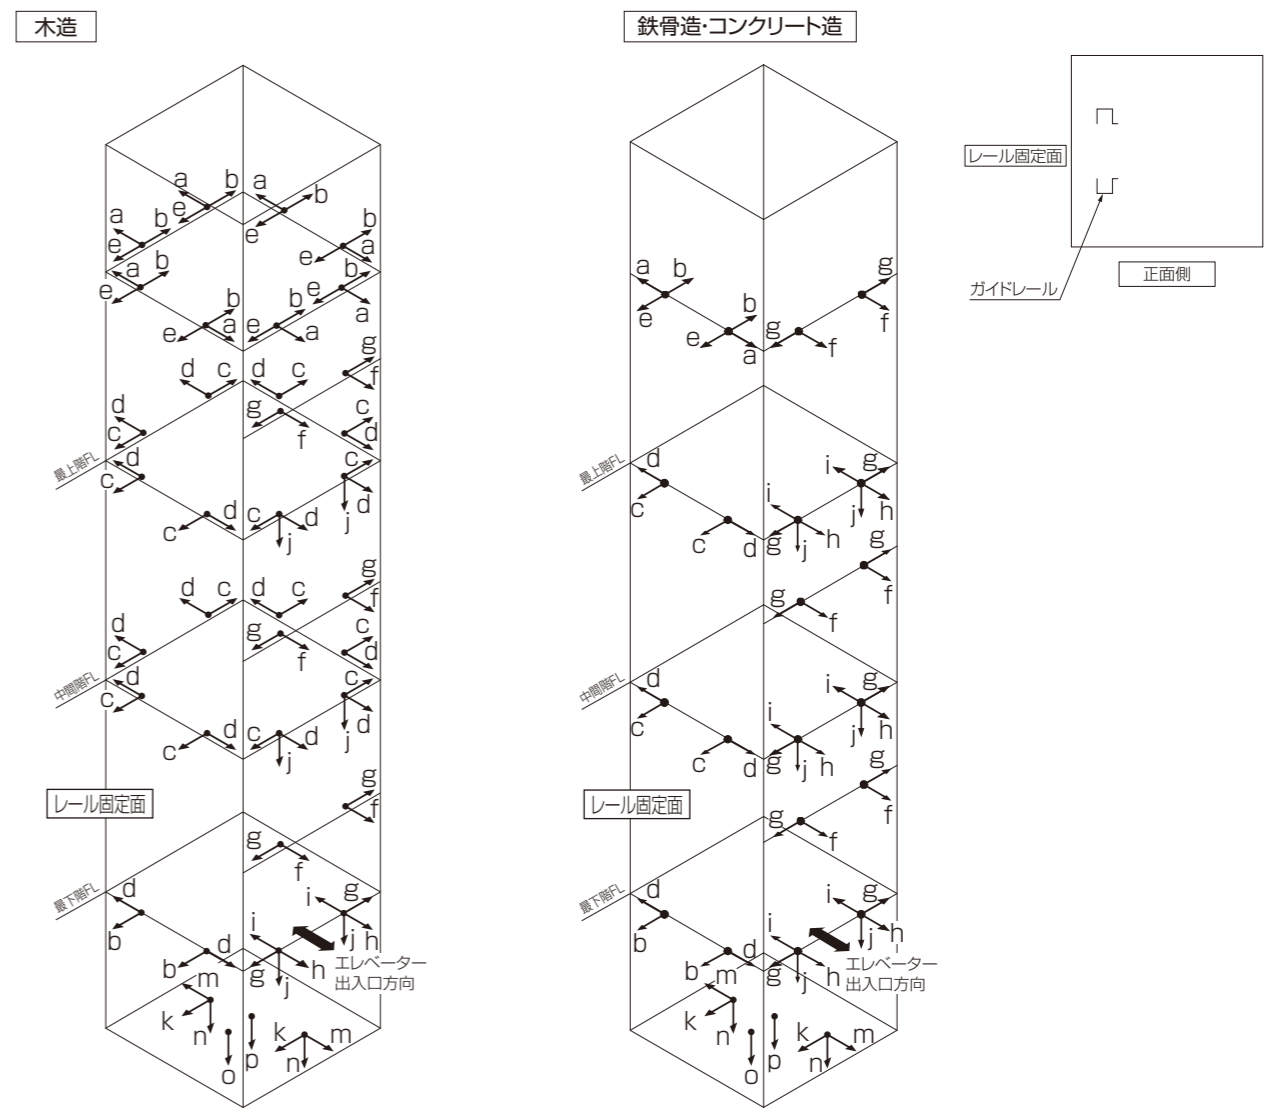 木造
鉄骨造・コンクリート造
レール固定面
正面側
ガイドレール
a b a b
a b e b
e e e a
a b b
e b b e a
e a e a
d c d c g
f
d g c
c f d
最上階FL
d c
c d
c d c d
j j
d c d c g
f
d g c
c f d
中間階FL
d c
c d
c d c d
j j
レール固定面
g
f
g
f
最下階FL
d g
i
b i j h
b d g h
j
エレベーター
出入口方向
m
k n k m
o p n
g
a b
e b g f
e a f
最上階FL
d i g
c i j h
c d g j h
g
g f
f
中間階FL
d i g
c i j h
c d g j h
レール固定面
g
g f
f
最下階FL
d i g
b i j h
b d g j h
エレベーター
出入口方向
m
k n k m
o p n